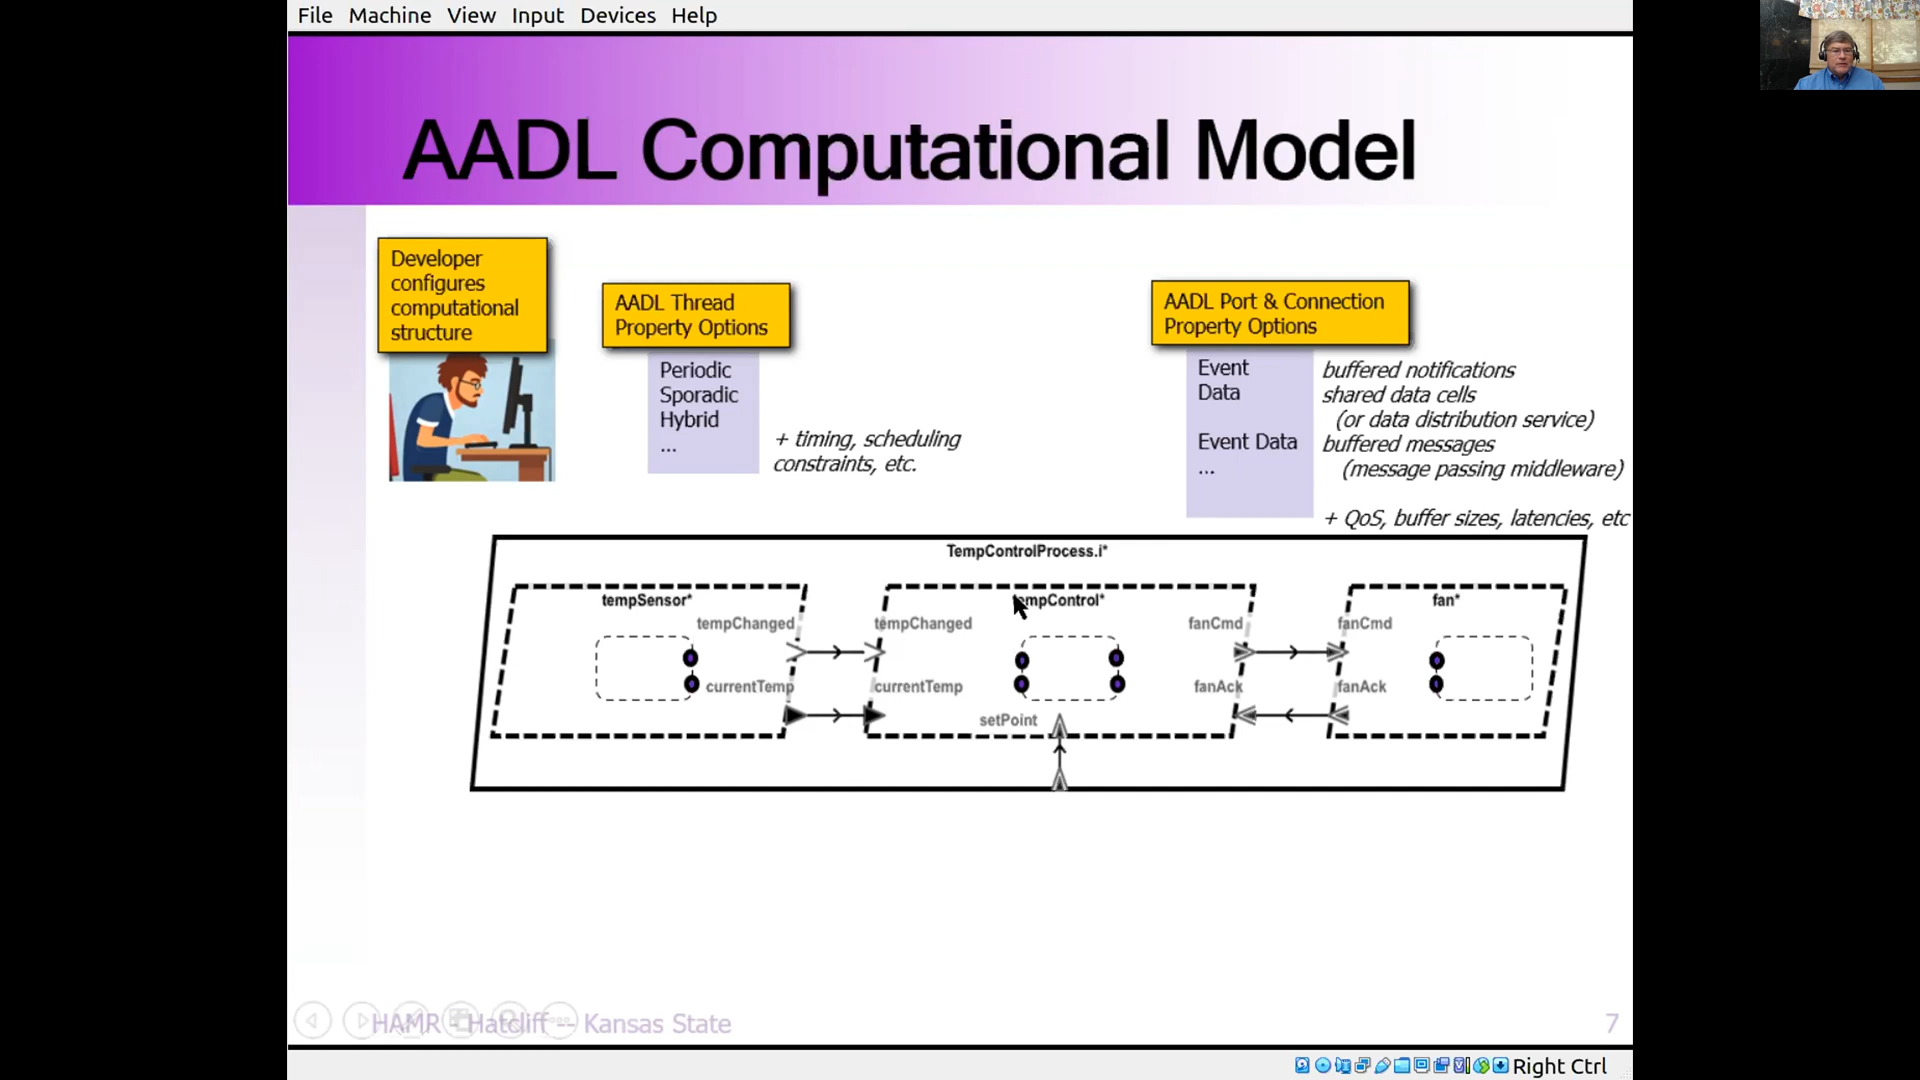 File Machine View Input Devices Help
AADL Computational Model
Developer
configures
computational
structure
AADL Thread
Property Options
Periodic
Sporadic
Hybrid
...
+ timing, scheduling
constraints, etc.
AADL Port & Connection
Property Options
Event
Data
Event Data
...
buffered notifications
shared data cells
(or data distribution service)
buffered messages
(message passing middleware)
+ QoS, buffer sizes, latencies, etc
TempControlProcess.i*
tempSensor*
tempChanged
currentTemp
tempControl*
tempChanged
currentTemp
setPoint
fanCmd
fanAck
fan*
fanCmd
fanAck
HAMR - Hatcliff -- Kansas State
7
Right Ctrl